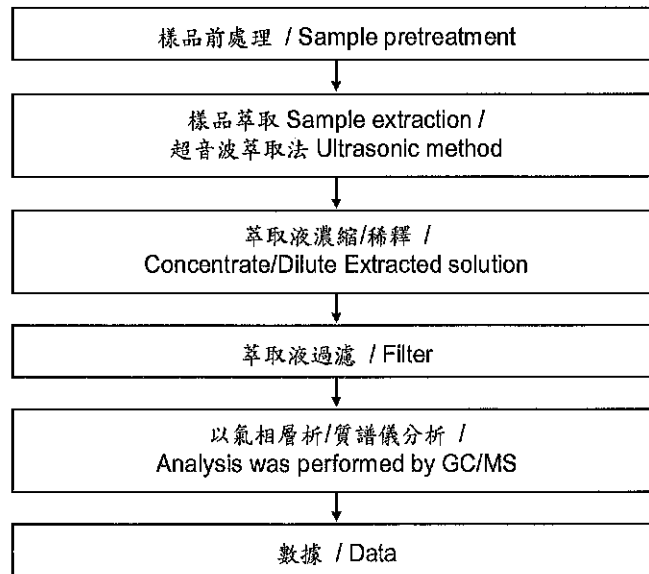 樣品前處理 / Sample pretreatment
樣品萃取 Sample extraction /
超音波萃取法 Ultrasonic method
萃取液濃縮/稀釋 /
Concentrate/Dilute Extracted solution
萃取液過濾 / Filter
以氣相層析/質譜儀分析 /
Analysis was performed by GC/MS
數據 / Data